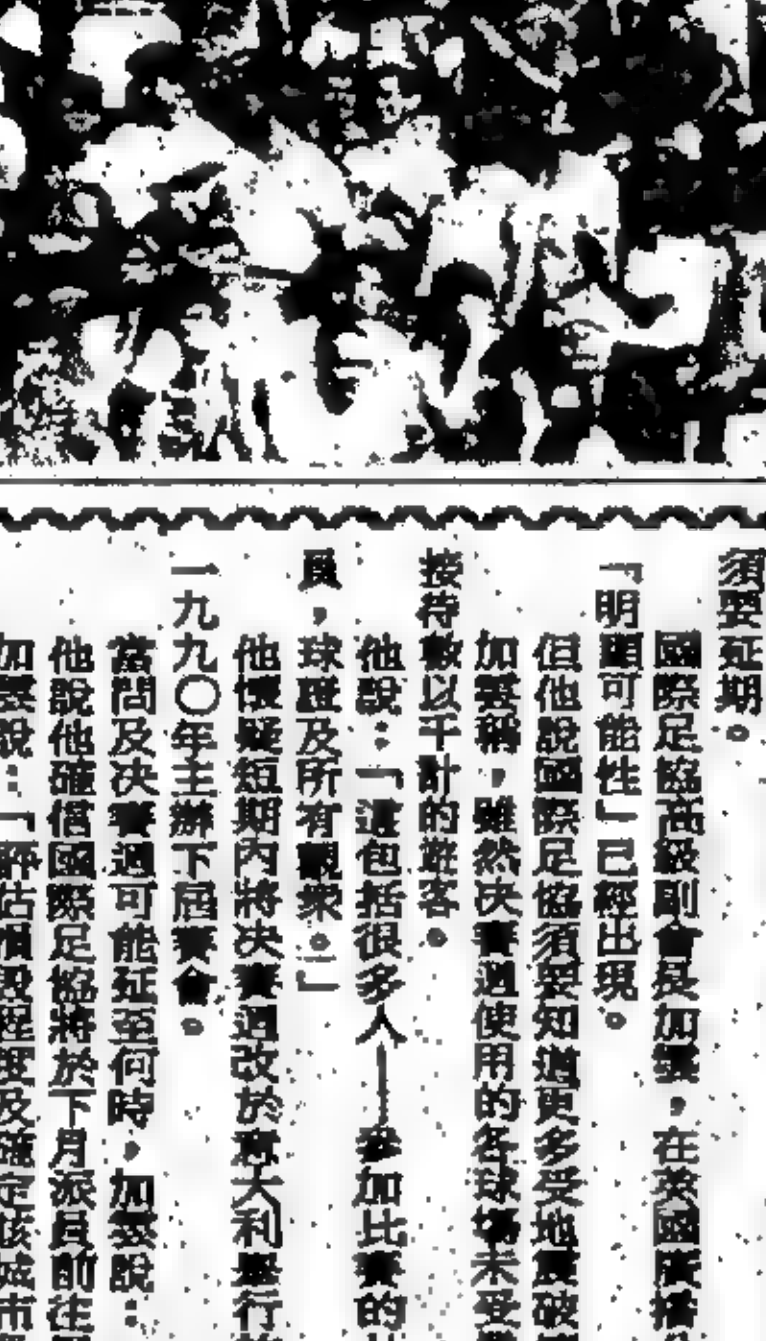 須要延期。
國際足協高級副會長加雲，在英國廣播
「明顯可能性」已經出現。
但他說國際足協須要知道更多受地震破
加雲稱，雖然决賽週使用的各球場未受
接待數以千計的遊客。
他說：「這包括很多人——參加比賽的
員，球證及所有觀衆。」
他懷疑短期內將决賽週改於意大利舉行
一九九〇年主辦下屆賽會。
當問及决賽週可能延至何時，加雲說：
他說他確信國際足協將於下月派員前往
加雲說：「評估損毀程度及確定該城市